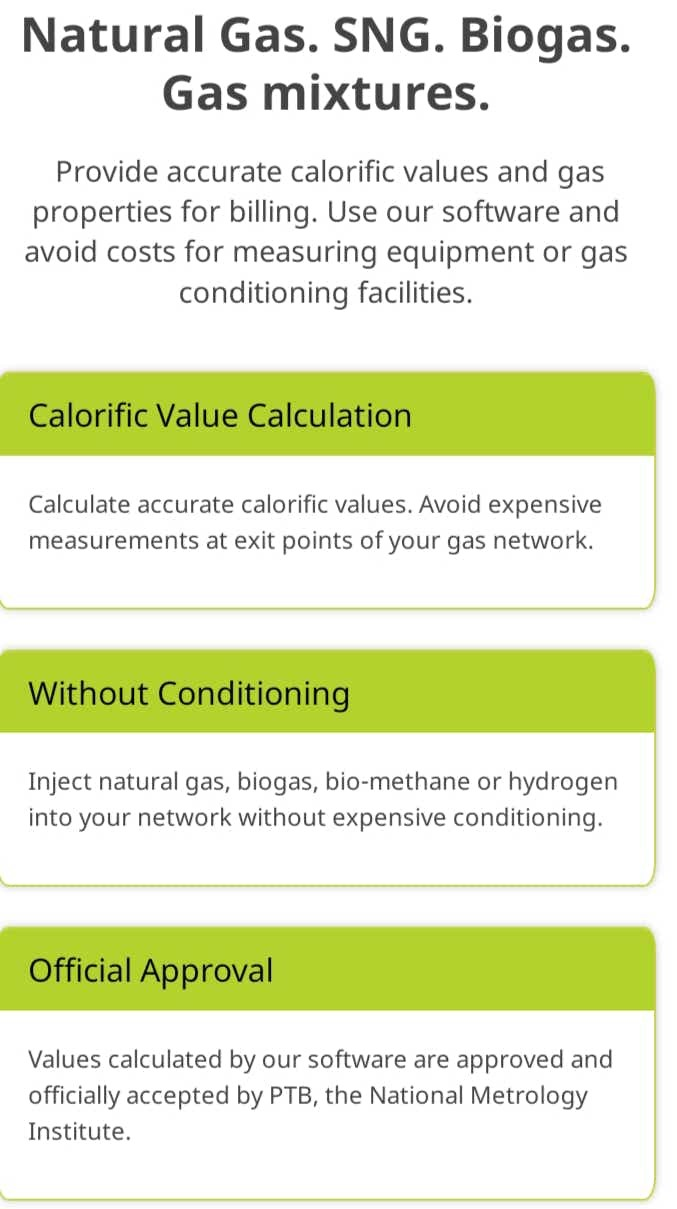 Natural Gas. SNG. Biogas.
Gas mixtures.
Provide accurate calorific values and gas
properties for billing. Use our software and
avoid costs for measuring equipment or gas
conditioning facilities.
Calorific Value Calculation
Calculate accurate calorific values. Avoid expensive
measurements at exit points of your gas network.
Without Conditioning
Inject natural gas, biogas, bio-methane or hydrogen
into your network without expensive conditioning.
Official Approval
Values calculated by our software are approved and
officially accepted by PTB, the National Metrology
Institute.